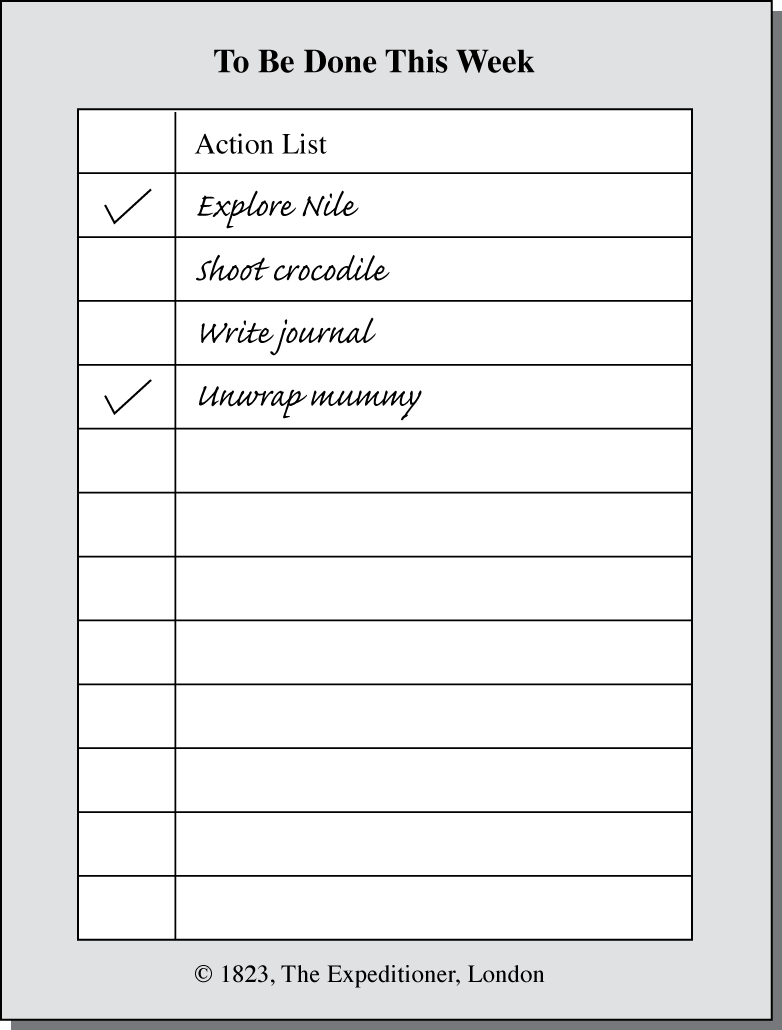 To Be Done This Week
Action List
Explore Nile
Shoot crocodile
Write journal
Unwrap mummy
© 1823, The Expeditioner, London